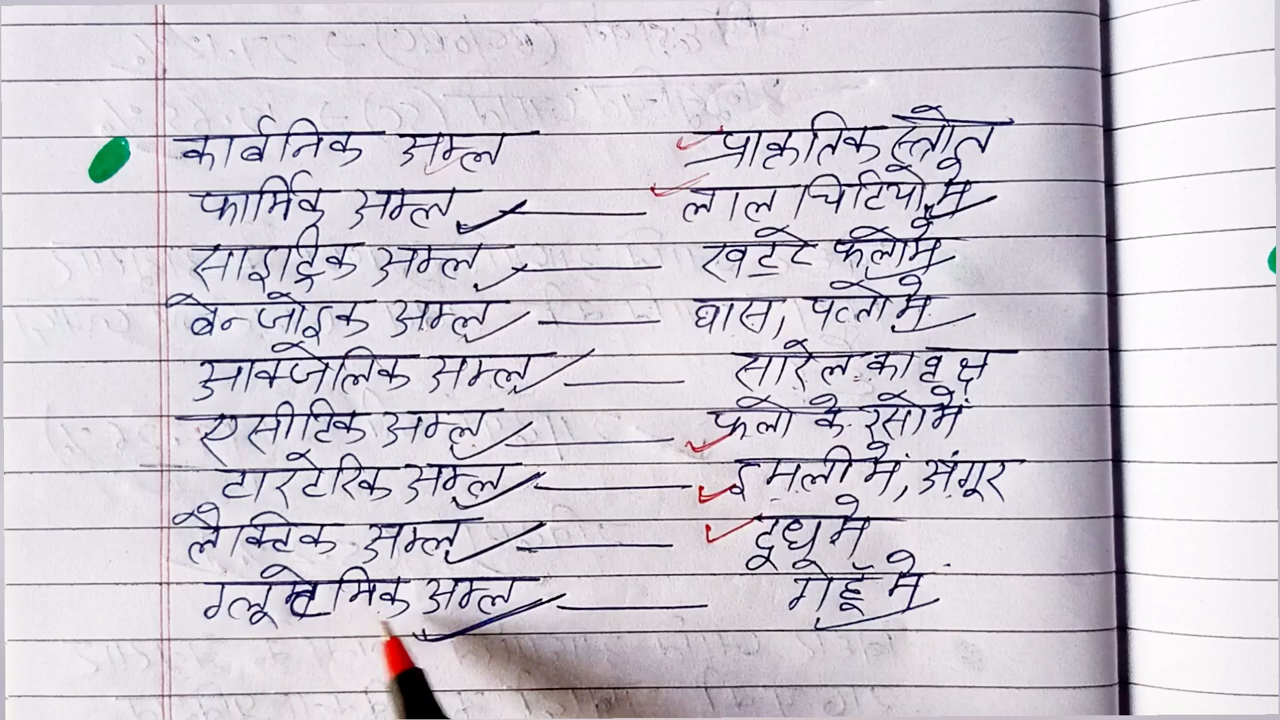 कार्बनिक अम्ल प्राकृतिक स्त्रोत
फार्मिक अम्ल — लाल चिटियो में
साइट्रिक अम्ल — खटटे फलो में
बेन्जोइक अम्ल — घास, पत्तो में
आक्जेलिक अम्ल — सारेल का वृक्ष
एसीटिक अम्ल — फलो के रसो में
टारटेरिक अम्ल — इमली में, अंगूर
लैक्टिक अम्ल — दूध में
ग्लूटेमिक अम्ल — गेहूँ में